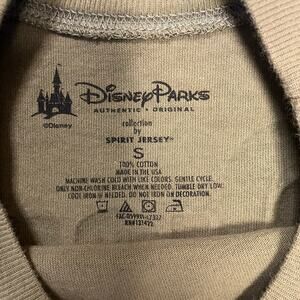 Disney PARKS
©Disney
AUTHENTIC • ORIGINAL
collection
by
SPIRIT JERSEY®
S
100% COTTON
MADE IN THE USA
MACHINE WASH COLD WITH LIKE COLORS. GENTLE CYCLE.
ONLY NON-CHLORINE BLEACH WHEN NEEDED. TUMBLE DRY LOW.
COOL IRON IF NEEDED. DO NOT IRON ON DECORATION.
RN#131472